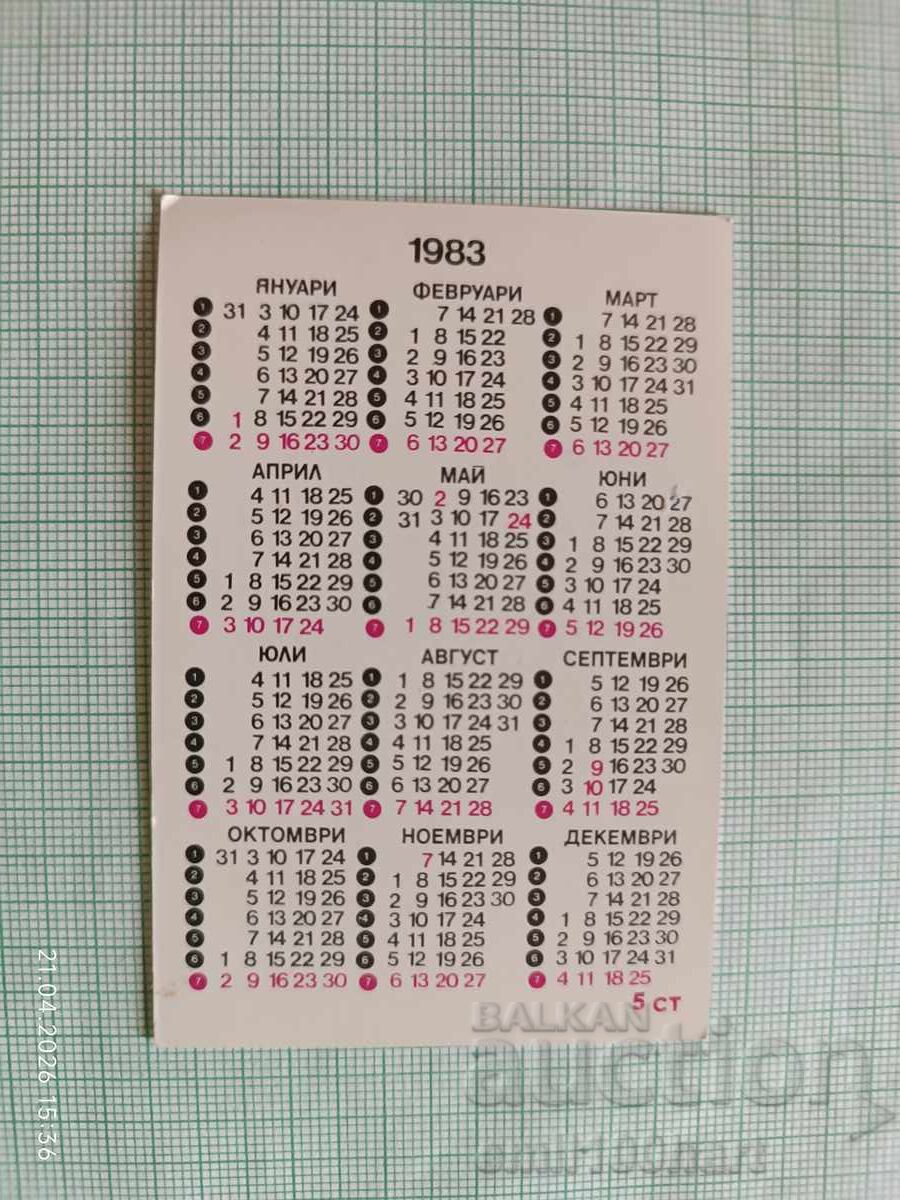 1983
ЯНУАРИ ФЕВРУАРИ МАРТ
1 31 3 10 17 24 1 7 14 21 28 1 7 14 21 28
2 4 11 18 25 2 1 8 15 22 2 1 8 15 22 29
3 5 12 19 26 3 2 9 16 23 3 2 9 16 23 30
4 6 13 20 27 4 3 10 17 24 4 3 10 17 24 31
5 7 14 21 28 5 4 11 18 25 5 4 11 18 25
6 1 8 15 22 29 6 5 12 19 26 6 5 12 19 26
7 2 9 16 23 30 7 6 13 20 27 7 6 13 20 27
АПРИЛ МАЙ ЮНИ
1 4 11 18 25 1 30 2 9 16 23 1 6 13 20 27
2 5 12 19 26 2 31 3 10 17 24 2 7 14 21 28
3 6 13 20 27 3 4 11 18 25 3 1 8 15 22 29
4 7 14 21 28 4 5 12 19 26 4 2 9 16 23 30
5 1 8 15 22 29 5 6 13 20 27 5 3 10 17 24
6 2 9 16 23 30 6 7 14 21 28 6 4 11 18 25
7 3 10 17 24 7 1 8 15 22 29 7 5 12 19 26
ЮЛИ АВГУСТ СЕПТЕМВРИ
1 4 11 18 25 1 1 8 15 22 29 1 5 12 19 26
2 5 12 19 26 2 2 9 16 23 30 2 6 13 20 27
3 6 13 20 27 3 3 10 17 24 31 3 7 14 21 28
4 7 14 21 28 4 4 11 18 25 4 1 8 15 22 29
5 1 8 15 22 29 5 5 12 19 26 5 2 9 16 23 30
6 2 9 16 23 30 6 6 13 20 27 6 3 10 17 24
7 3 10 17 24 31 7 7 14 21 28 7 4 11 18 25
ОКТОМВРИ НОЕМВРИ ДЕКЕМВРИ
1 31 3 10 17 24 1 7 14 21 28 1 5 12 19 26
2 4 11 18 25 2 1 8 15 22 29 2 6 13 20 27
3 5 12 19 26 3 2 9 16 23 30 3 7 14 21 28
4 6 13 20 27 4 3 10 17 24 4 1 8 15 22 29
5 7 14 21 28 5 4 11 18 25 5 2 9 16 23 30
6 1 8 15 22 29 6 5 12 19 26 6 3 10 17 24 31
7 2 9 16 23 30 7 6 13 20 27 7 4 11 18 25
5 СТ
BALKAN
auction
21.04.2026 15:36